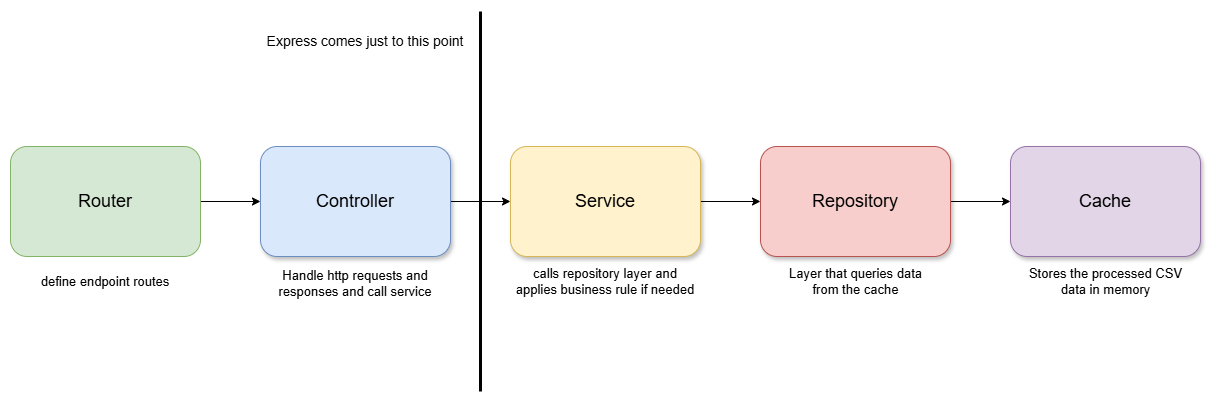 Express comes just to this point
Router
Controller
Service
Repository
Cache
define endpoint routes
Handle http requests and
responses and call service
calls repository layer and
applies business rule if needed
Layer that queries data
from the cache
Stores the processed CSV
data in memory